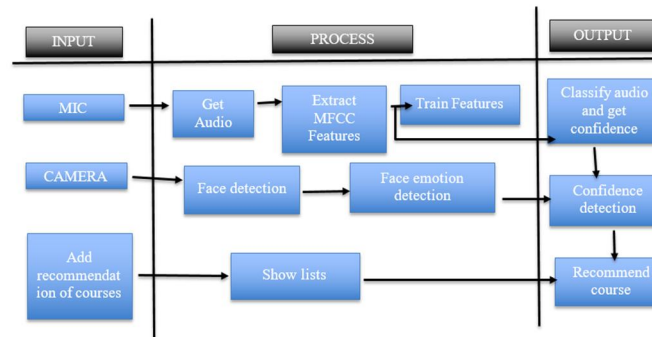 INPUT
PROCESS
OUTPUT
MIC
Get
Audio
Extract
MFCC
Features
Train Features
Classify audio
and get
confidence
CAMERA
Face detection
Face emotion
detection
Confidence
detection
Add
recommendat
ion of courses
Show lists
Recommend
course